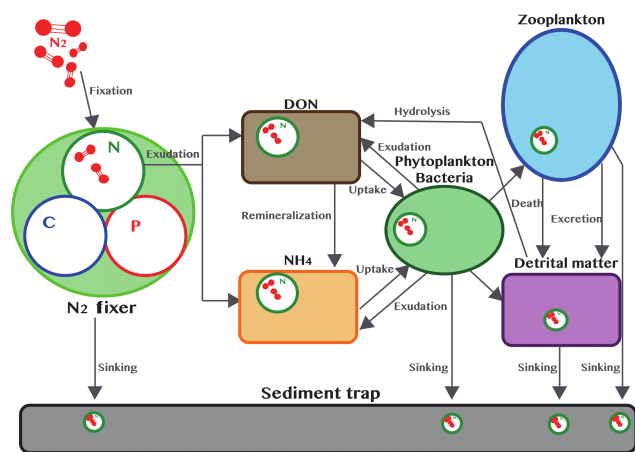 N2
Fixation
Zooplankton
N
DON
N
Hydrolysis
N
Exudation
Exudation
Phytoplankton
Bacteria
C
P
Uptake
Death
Remineralization
N
Excretion
NH4
N
Uptake
Detrital matter
N2 fixer
Exudation
N
Sinking
Sinking
Sinking
Sinking
Sediment trap
N
N
N
N